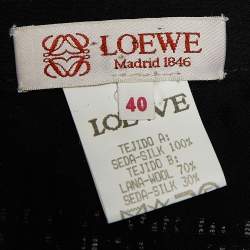 LOEWE
Madrid 1846
40
LOEWE
TEJIDO A:
SEDA-SILK 100%
TEJIDO B:
LANA-WOOL 70%
SEDA-SILK 30%